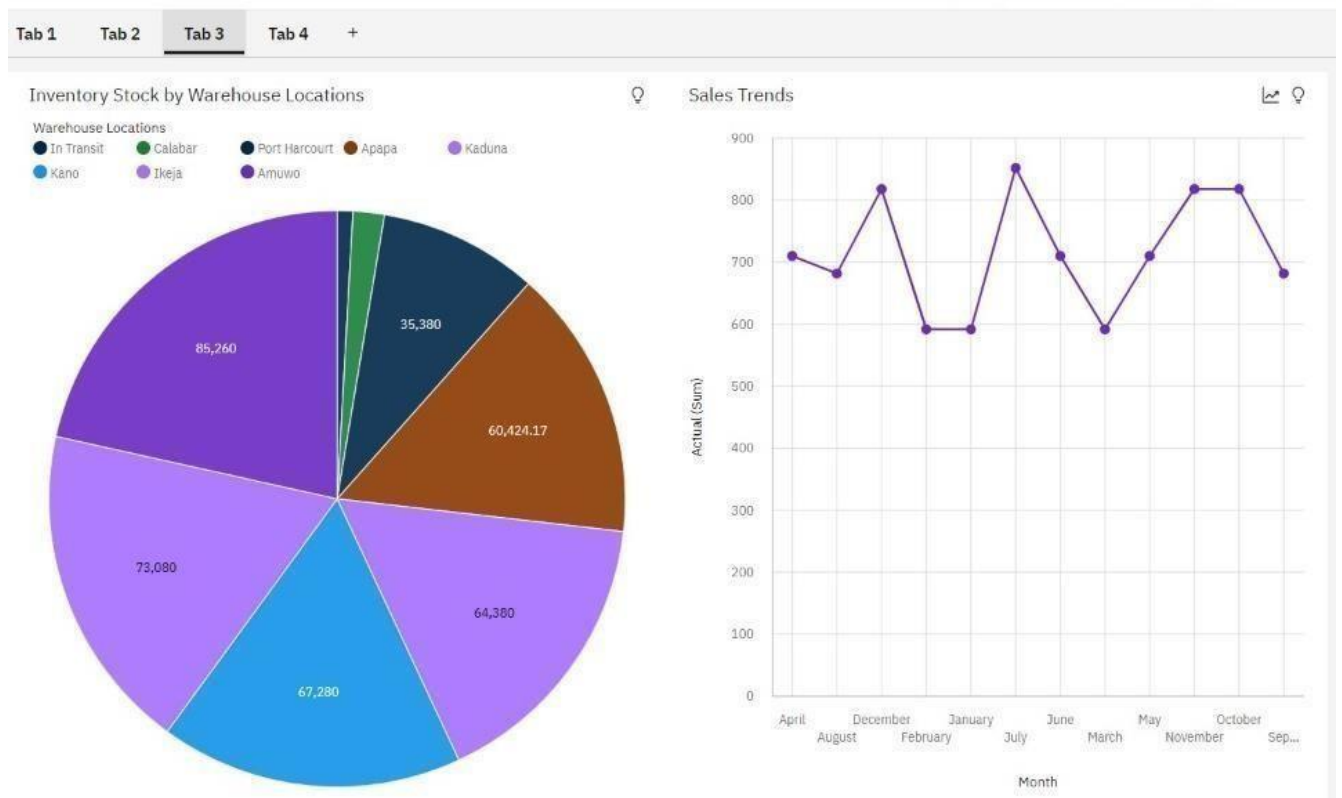 Tab 1 Tab 2 Tab 3 Tab 4 +
Inventory Stock by Warehouse Locations
Warehouse Locations
In Transit Calabar Port Harcourt Apapa Kaduna
Kano Ikeja Amuwo
35,380
85,260
60,424.17
73,080
64,380
67,280
Sales Trends
900
800
700
600
500
400
300
200
100
0
Actual (Sum)
April December January June May October
August February July March November Sep...
Month